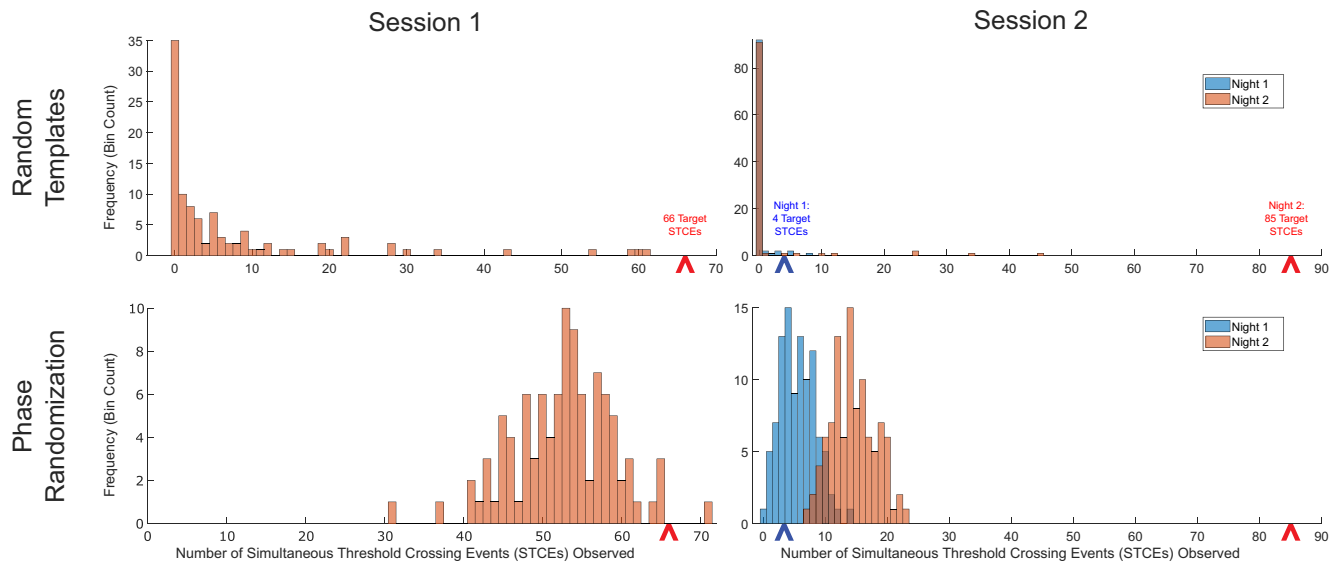 Session 1
Session 2
Random
Templates
Frequency (Bin Count)
35
30
25
20
15
10
5
0
0
10
20
30
40
50
60
70
66 Target
STCEs
80
60
40
20
0
0
10
20
30
40
50
60
70
80
90
Night 1
Night 2
Night 1:
4 Target
STCEs
Night 2:
85 Target
STCEs
Phase
Randomization
Frequency (Bin Count)
10
8
6
4
2
0
0
10
20
30
40
50
60
70
Number of Simultaneous Threshold Crossing Events (STCEs) Observed
15
10
5
0
0
10
20
30
40
50
60
70
80
90
Night 1
Night 2
Number of Simultaneous Threshold Crossing Events (STCEs) Observed